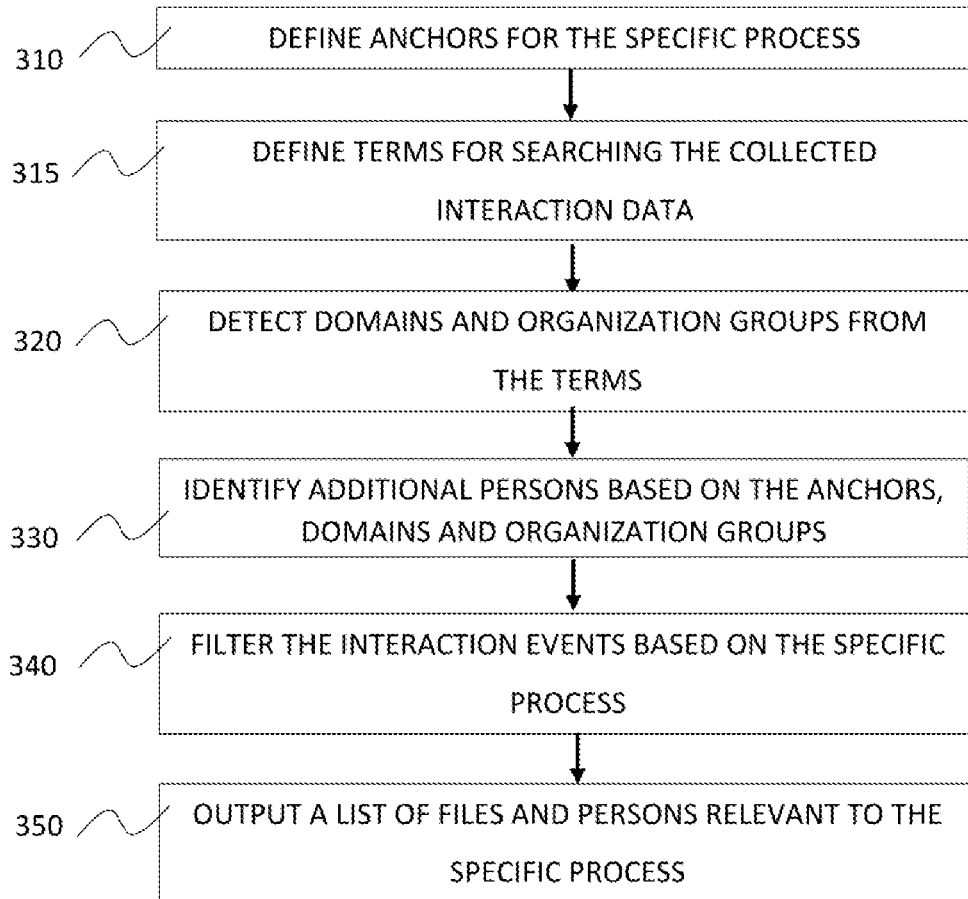 310
DEFINE ANCHORS FOR THE SPECIFIC PROCESS
315
DEFINE TERMS FOR SEARCHING THE COLLECTED
INTERACTION DATA
320
DETECT DOMAINS AND ORGANIZATION GROUPS FROM
THE TERMS
330
IDENTIFY ADDITIONAL PERSONS BASED ON THE ANCHORS,
DOMAINS AND ORGANIZATION GROUPS
340
FILTER THE INTERACTION EVENTS BASED ON THE SPECIFIC
PROCESS
350
OUTPUT A LIST OF FILES AND PERSONS RELEVANT TO THE
SPECIFIC PROCESS